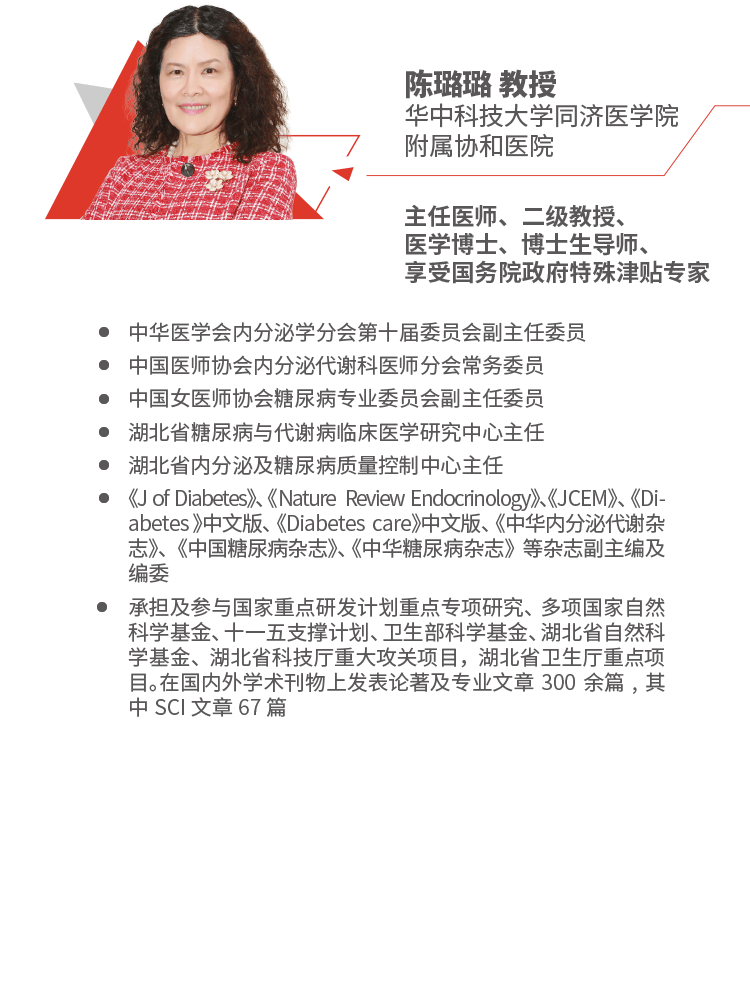 陈璐璐 教授
华中科技大学同济医学院
附属协和医院
主任医师、二级教授、
医学博士、博士生导师、
享受国务院政府特殊津贴专家
● 中华医学会内分泌学分会第十届委员会副主任委员
● 中国医师协会内分泌代谢科医师分会常务委员
● 中国女医师协会糖尿病专业委员会副主任委员
● 湖北省糖尿病与代谢病临床医学研究中心主任
● 湖北省内分泌及糖尿病质量控制中心主任
● 《J of Diabetes》、《Nature Review Endocrinology》、《JCEM》、《Di-
abetes 》中文版、《Diabetes care》中文版、《中华内分泌代谢杂
志》、《中国糖尿病杂志》、《中华糖尿病杂志》等杂志副主编及
编委
● 承担及参与国家重点研发计划重点专项研究、多项国家自然
科学基金、十一五支撑计划、卫生部科学基金、湖北省自然科
学基金、湖北省科技厅重大攻关项目，湖北省卫生厅重点项
目。在国内外学术刊物上发表论著及专业文章 300 余篇，其
中 SCI 文章 67 篇